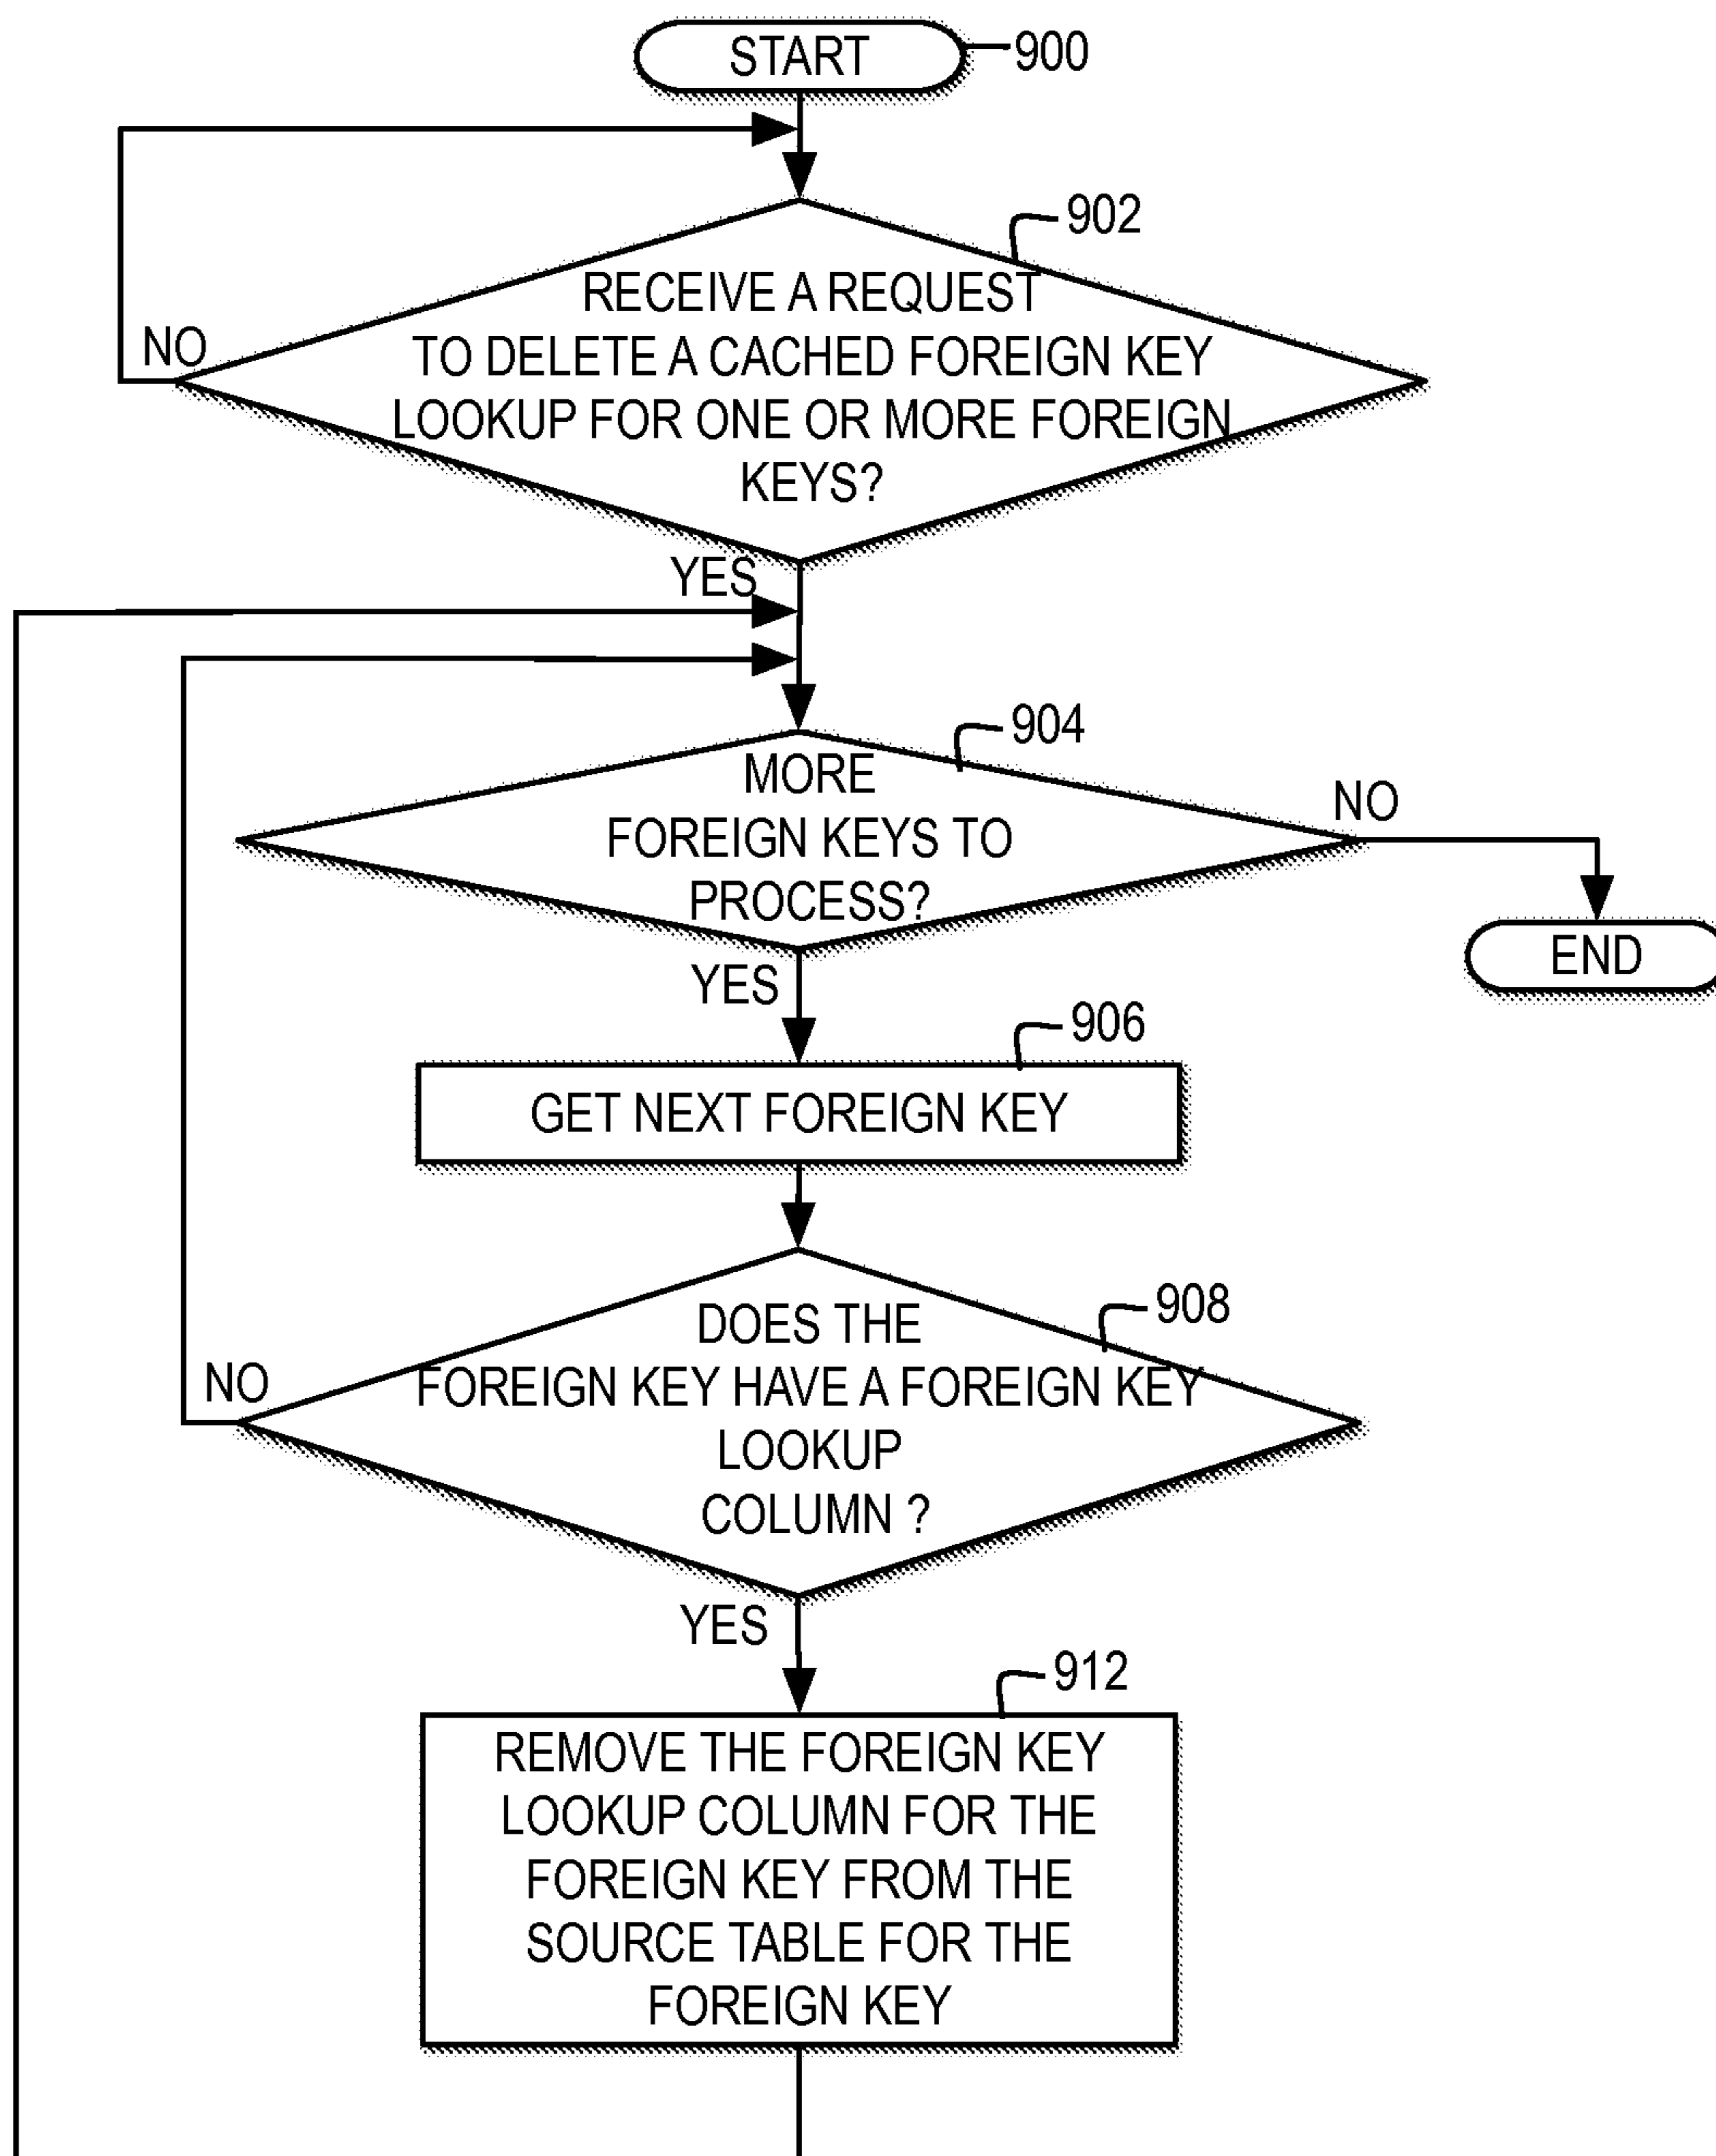 START
900
902
RECEIVE A REQUEST
TO DELETE A CACHED FOREIGN KEY
LOOKUP FOR ONE OR MORE FOREIGN
KEYS?
NO
YES
904
MORE
FOREIGN KEYS TO
PROCESS?
NO
END
YES
906
GET NEXT FOREIGN KEY
908
DOES THE
FOREIGN KEY HAVE A FOREIGN KEY
LOOKUP
COLUMN ?
NO
YES
912
REMOVE THE FOREIGN KEY
LOOKUP COLUMN FOR THE
FOREIGN KEY FROM THE
SOURCE TABLE FOR THE
FOREIGN KEY